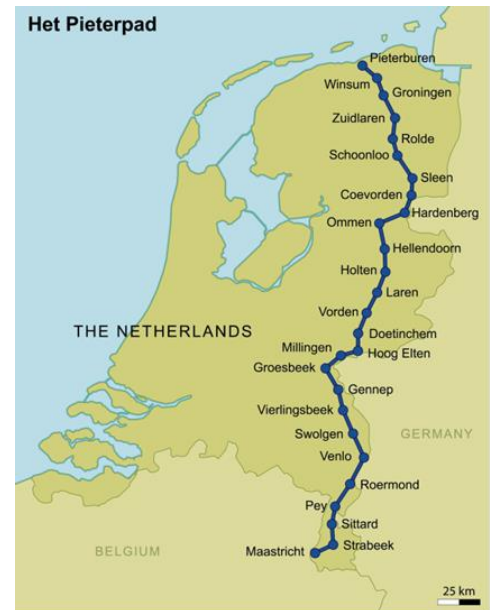 Het Pieterpad
Pieterburen
Winsum
Groningen
Zuidlaren
Rolde
Schoonloo
Sleen
Coevorden
Hardenberg
Ommen
Hellendoorn
Holten
Laren
Vorden
THE NETHERLANDS
Doetinchem
Millingen
Hoog Elten
Groesbeek
Gennep
Vierlingsbeek
Swolgen
GERMANY
Venlo
Roermond
Pey
Sittard
BELGIUM
Maastricht
Strabeek
25 km